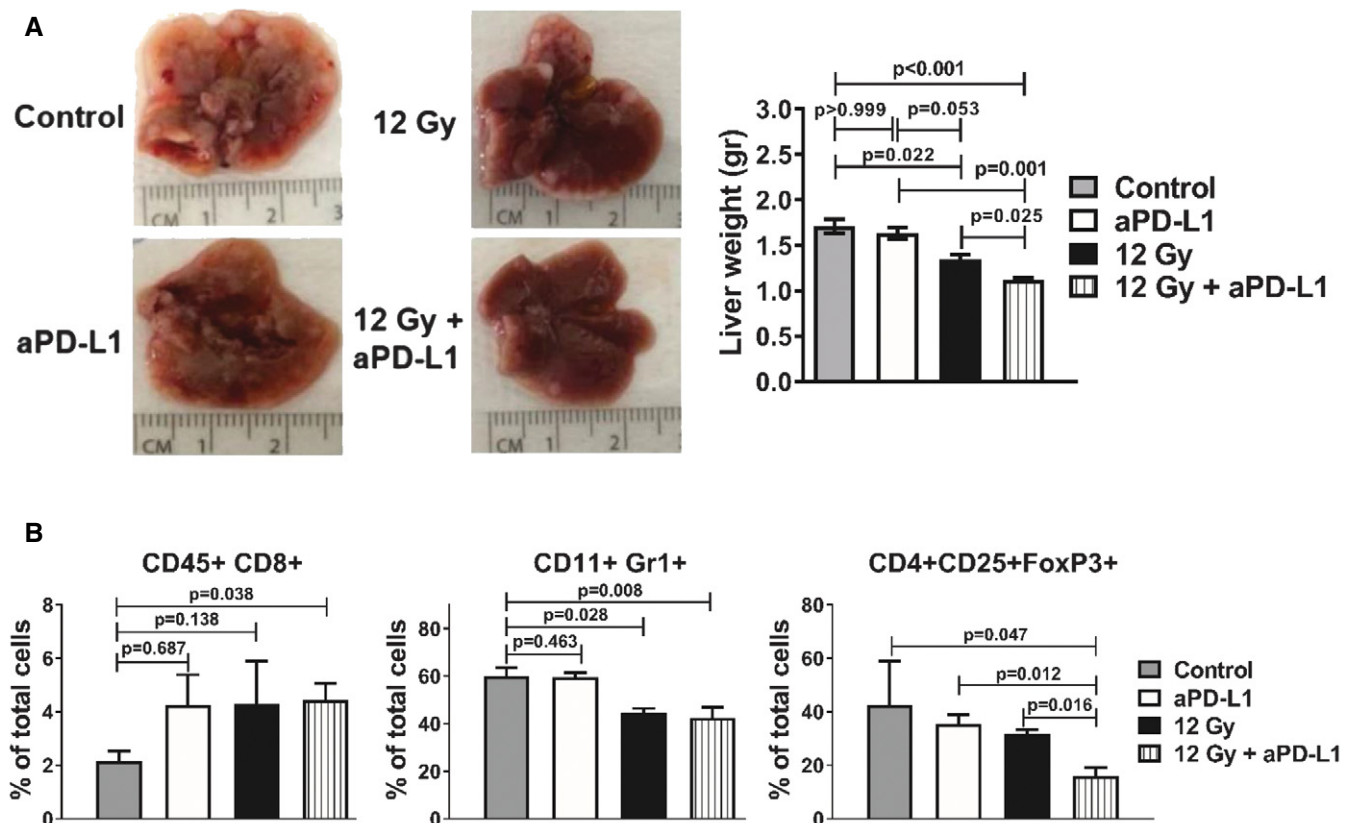 A
Control
12 Gy
CM 1 2 3
CM 1 2
aPD-L1
12 Gy +
aPD-L1
CM 1 2
CM 1 2
Liver weight (gr)
3.0
2.5
2.0
1.5
1.0
0.5
0.0
p<0.001
p>0.999
p=0.053
p=0.022
p=0.001
p=0.025
Control
aPD-L1
12 Gy
12 Gy + aPD-L1
B
CD45+ CD8+
% of total cells
8
6
4
2
0
p=0.038
p=0.138
p=0.687
CD11+ Gr1+
% of total cells
80
60
40
20
0
p=0.008
p=0.028
p=0.463
CD4+CD25+FoxP3+
% of total cells
80
60
40
20
0
p=0.047
p=0.012
p=0.016
Control
aPD-L1
12 Gy
12 Gy + aPD-L1